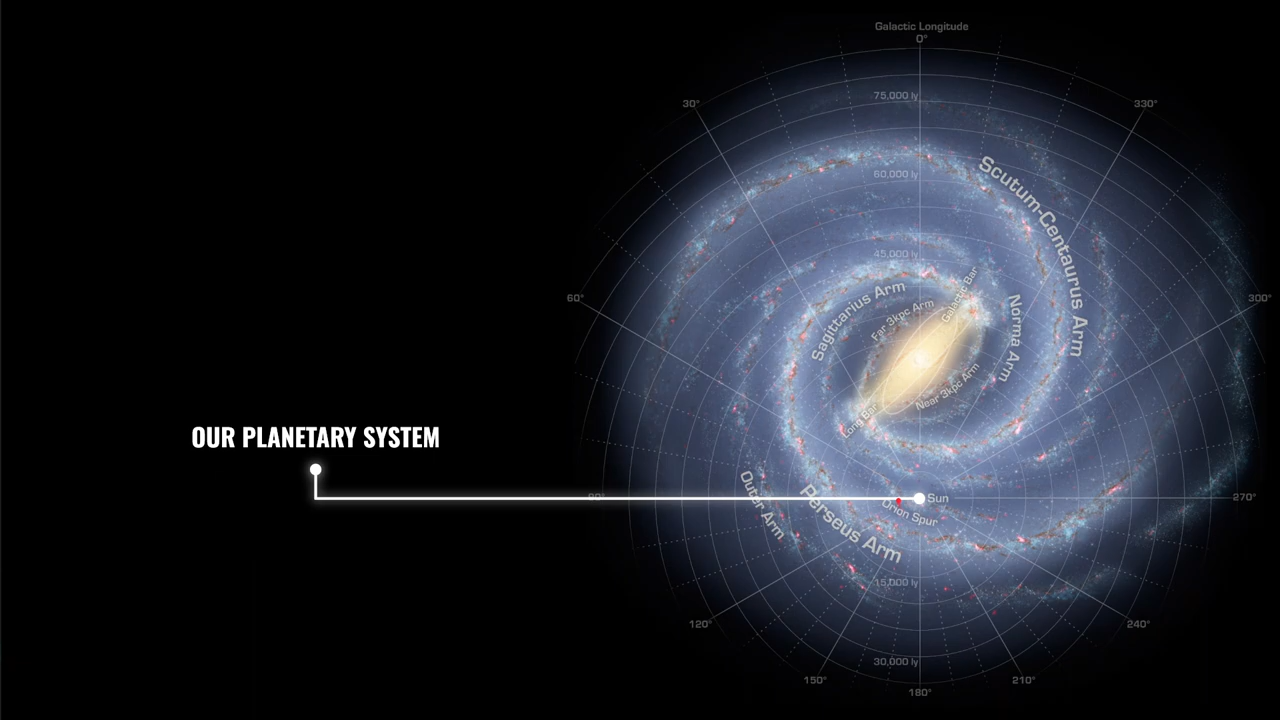 Galactic Longitude
0°
30°
330°
75,000 ly
60,000 ly
Scutum-Centaurus Arm
45,000 ly
60°
300°
Sagittarius Arm
Far 3kpc Arm
Galactic Bar
Norma Arm
Near 3kpc Arm
Long Bar
OUR PLANETARY SYSTEM
Sun
270°
Orion Spur
Outer Arm
Perseus Arm
15,000 ly
120°
240°
30,000 ly
150°
210°
180°